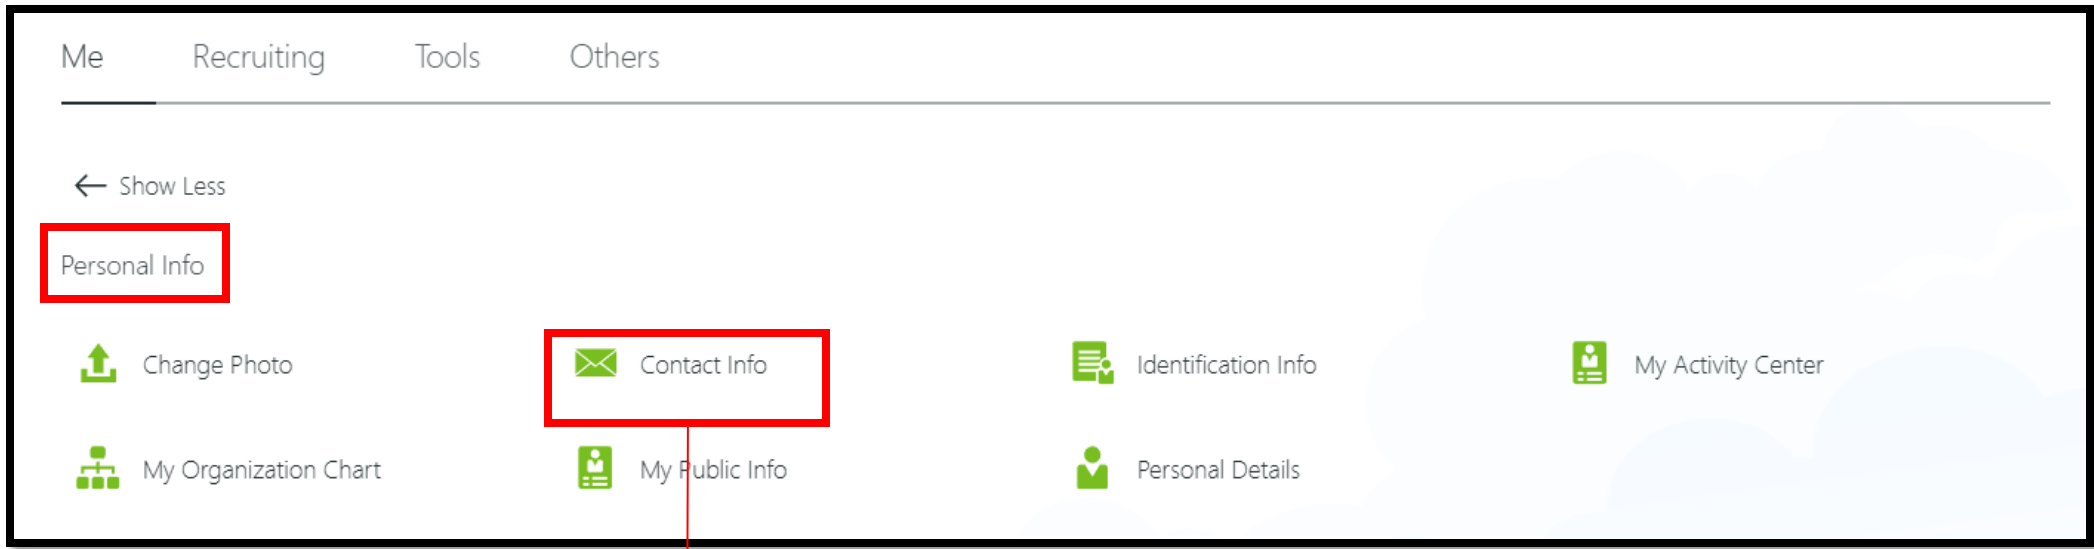 Me Recruiting Tools Others
Show Less
Personal Info
Change Photo Contact Info Identification Info My Activity Center
My Organization Chart My Public Info Personal Details